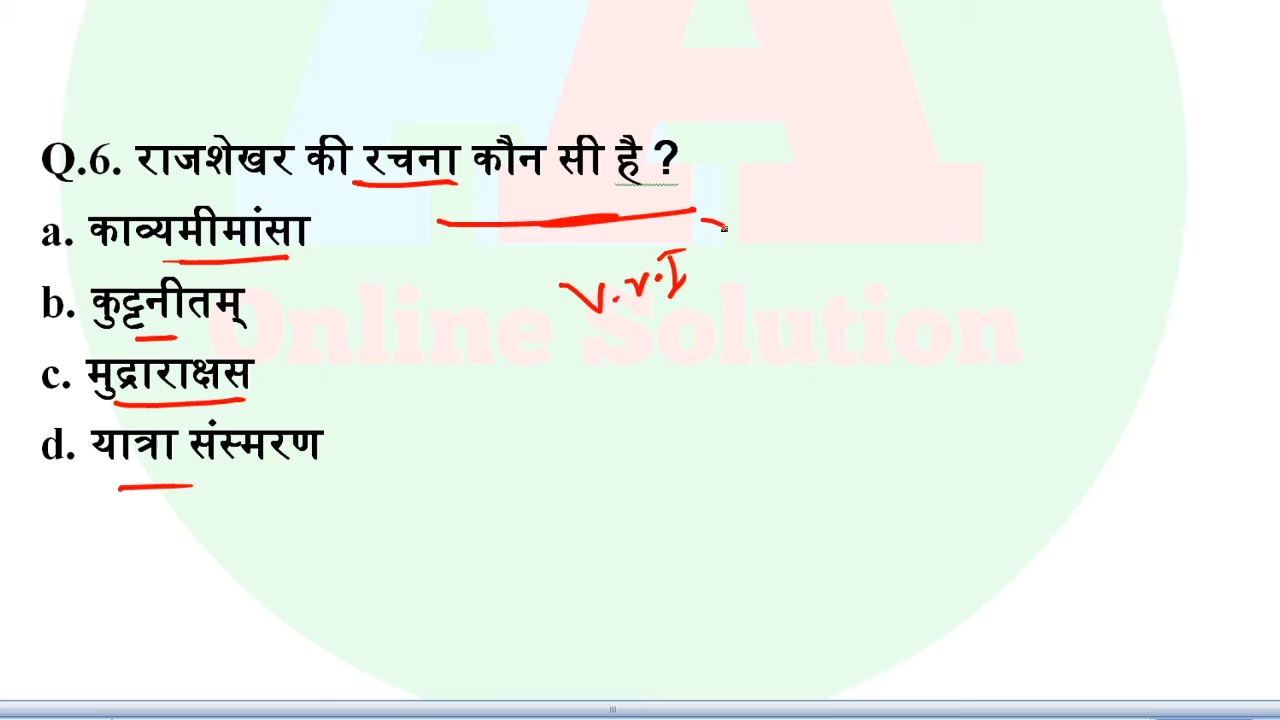 Q.6. राजशेखर की रचना कौन सी है ?
a. काव्यमीमांसा
V.V.I
b. कुट्टनीतम्
Online Solution
c. मुद्राराक्षस
d. यात्रा संस्मरण